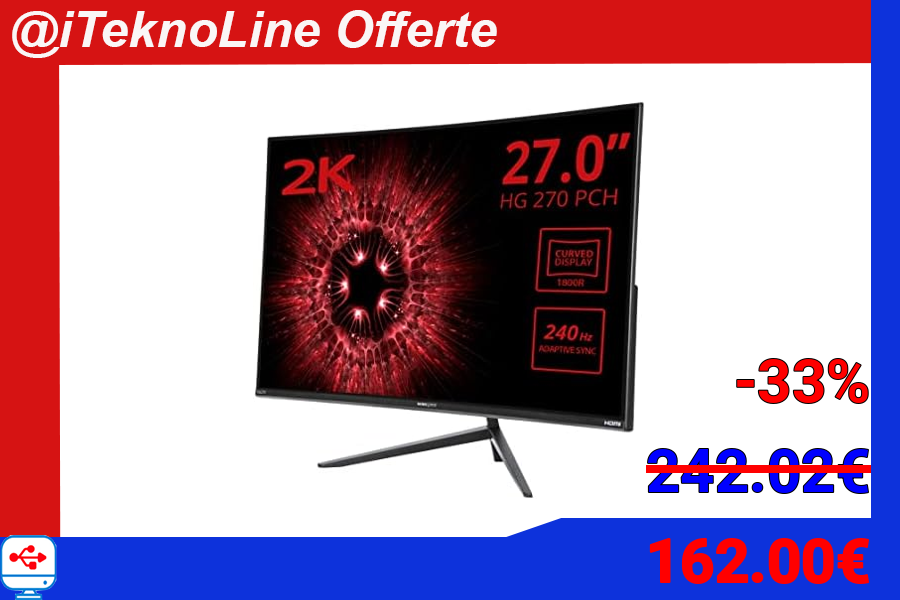 @iTeknoLine Offerte
2K
27.0”
HG 270 PCH
CURVED
DISPLAY
1800R
240 Hz
ADAPTIVE SYNC
HDMI
-33%
242.02€
162.00€